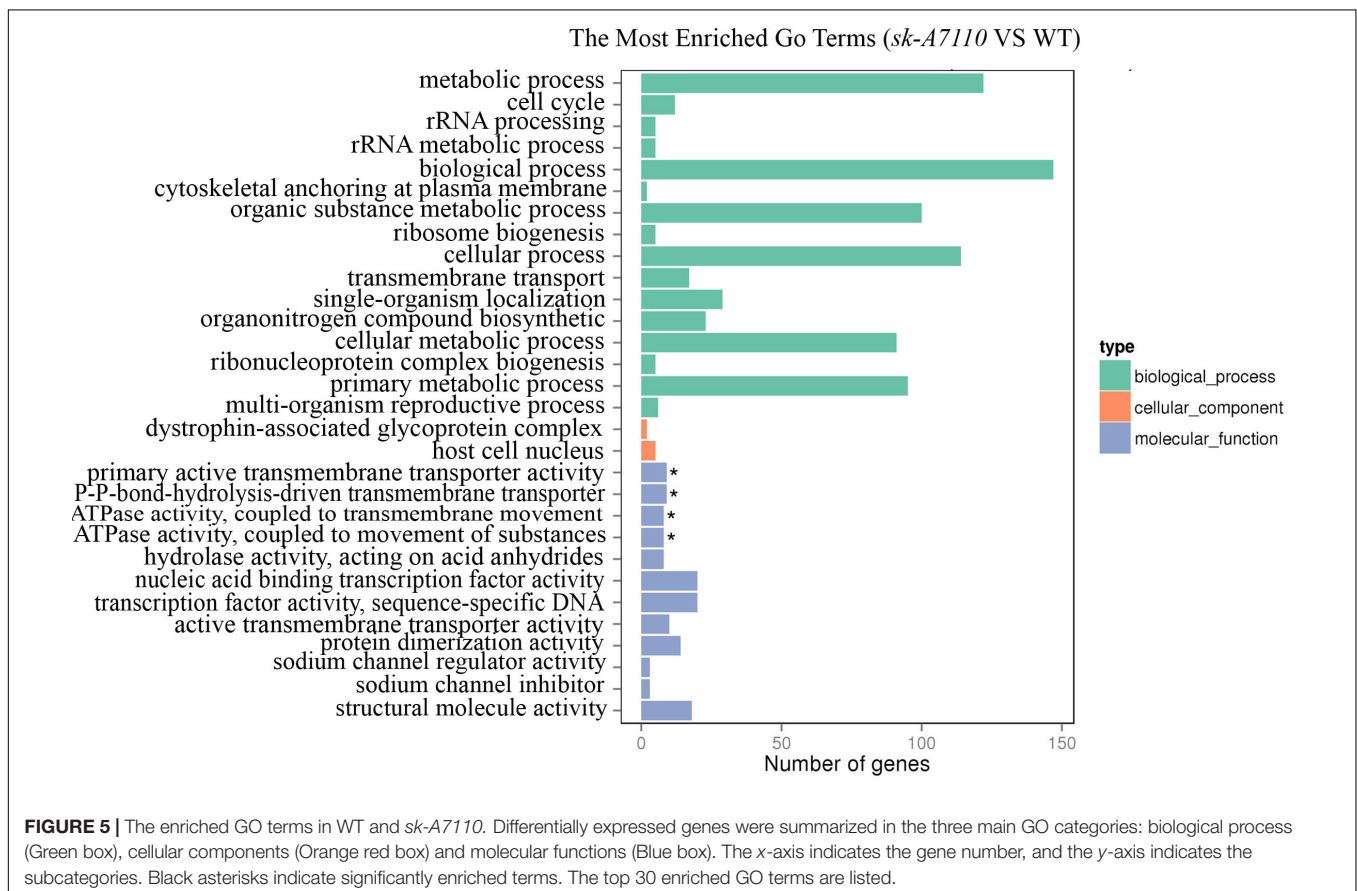 The Most Enriched Go Terms (sk-A7110 VS WT)
metabolic process
cell cycle
rRNA processing
rRNA metabolic process
biological process
cytoskeletal anchoring at plasma membrane
organic substance metabolic process
ribosome biogenesis
cellular process
transmembrane transport
single-organism localization
organonitrogen compound biosynthetic
cellular metabolic process
ribonucleoprotein complex biogenesis
primary metabolic process
multi-organism reproductive process
dystrophin-associated glycoprotein complex
host cell nucleus
primary active transmembrane transporter activity *
P-P-bond-hydrolysis-driven transmembrane transporter *
ATPase activity, coupled to transmembrane movement *
ATPase activity, coupled to movement of substances *
hydrolase activity, acting on acid anhydrides
nucleic acid binding transcription factor activity
transcription factor activity, sequence-specific DNA
active transmembrane transporter activity
protein dimerization activity
sodium channel regulator activity
sodium channel inhibitor
structural molecule activity
0 50 100 150
Number of genes
type
biological_process
cellular_component
molecular_function
FIGURE 5 | The enriched GO terms in WT and sk-A7110. Differentially expressed genes were summarized in the three main GO categories: biological process
(Green box), cellular components (Orange red box) and molecular functions (Blue box). The x-axis indicates the gene number, and the y-axis indicates the
subcategories. Black asterisks indicate significantly enriched terms. The top 30 enriched GO terms are listed.